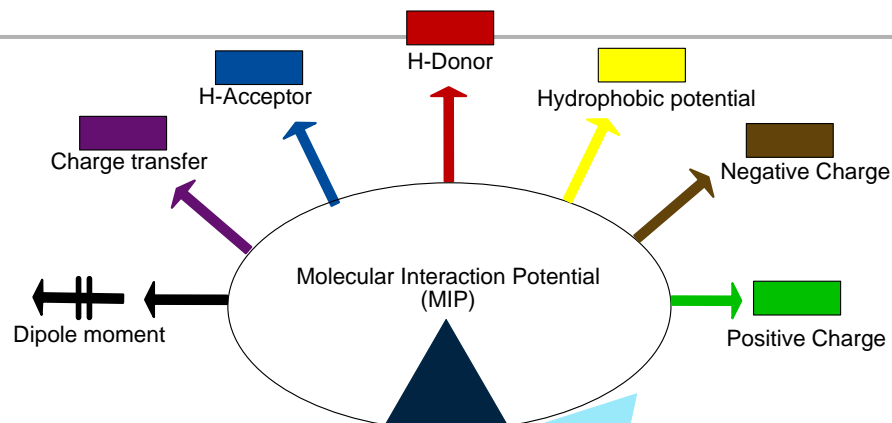 H-Donor
H-Acceptor
Hydrophobic potential
Charge transfer
Negative Charge
Molecular Interaction Potential
(MIP)
Dipole moment
Positive Charge